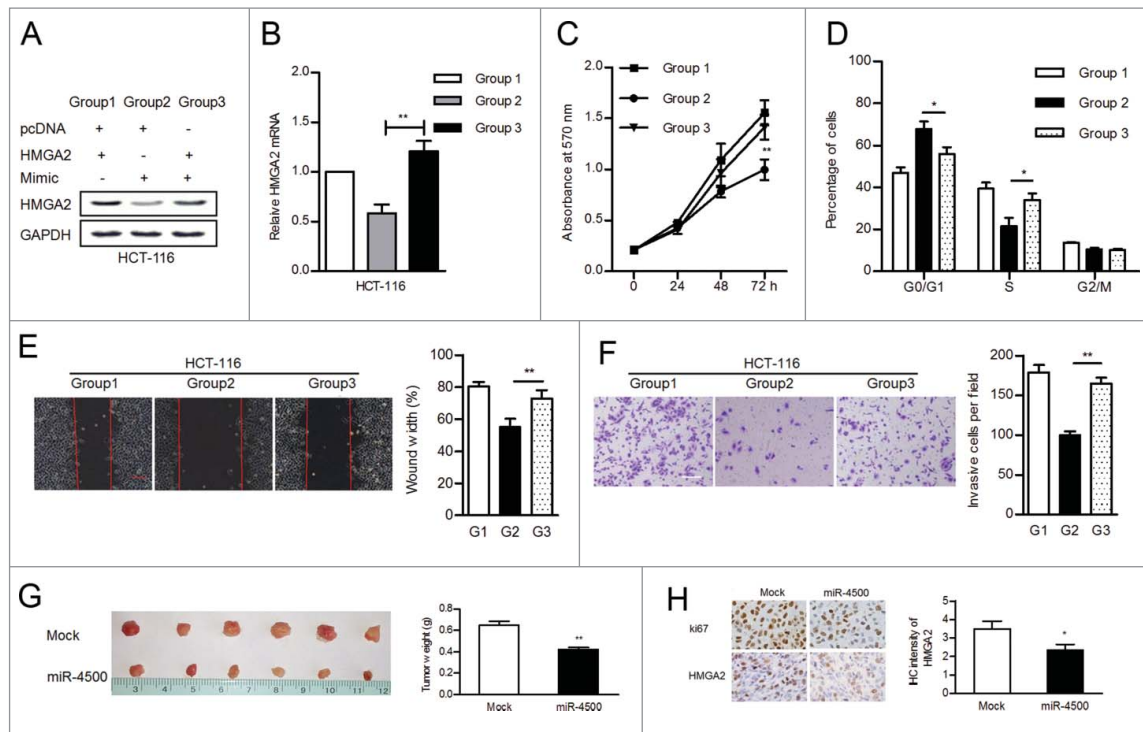 A
Group1 Group2 Group3
pcDNA + + -
HMGA2 + - +
Mimic - + +
HMGA2
GAPDH
HCT-116
B
Relaive HMGA2 mRNA
2.0
1.5
1.0
0.5
0.0
Group 1
Group 2
Group 3
**
HCT-116
C
Absorbance at 570 nm
2.0
1.5
1.0
0.5
0.0
Group 1
Group 2
Group 3
**
0 24 48 72 h
D
Percentage of cells
100
80
60
40
20
0
Group 1
Group 2
Group 3
*
*
G0/G1 S G2/M
E
HCT-116
Group1 Group2 Group3
Wound width (%)
100
80
60
40
20
0
**
G1 G2 G3
F
HCT-116
Group1 Group2 Group3
Invasive cells per field
200
150
100
50
0
**
G1 G2 G3
G
Mock
miR-4500
3 4 5 6 7 8 9 10 11 12
Tumor weight (g)
0.8
0.6
0.4
0.2
0.0
**
Mock miR-4500
H
Mock miR-4500
ki67
HMGA2
IHC intensity of
HMGA2
5
4
3
2
1
0
*
Mock miR-4500